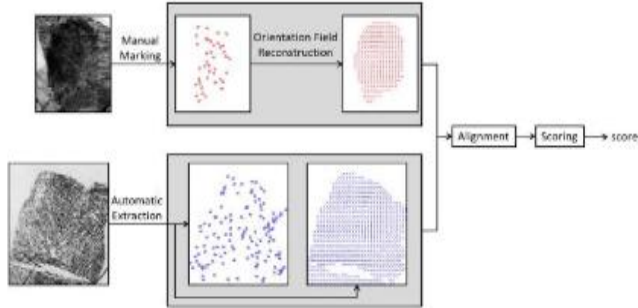 Manual
Marking
Orientation Field
Reconstruction
Alignment
Scoring
score
Automatic
Extraction